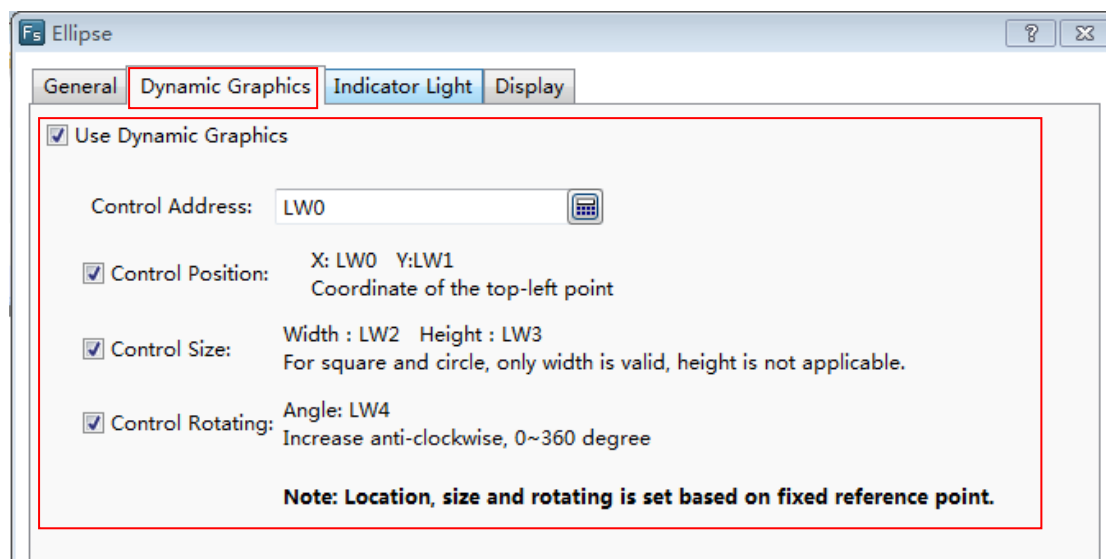 Fs Ellipse
General Dynamic Graphics Indicator Light Display
Use Dynamic Graphics
Control Address: LW0
X: LW0 Y:LW1
Control Position:
Coordinate of the top-left point
Width : LW2 Height : LW3
Control Size:
For square and circle, only width is valid, height is not applicable.
Angle: LW4
Control Rotating:
Increase anti-clockwise, 0~360 degree
Note: Location, size and rotating is set based on fixed reference point.